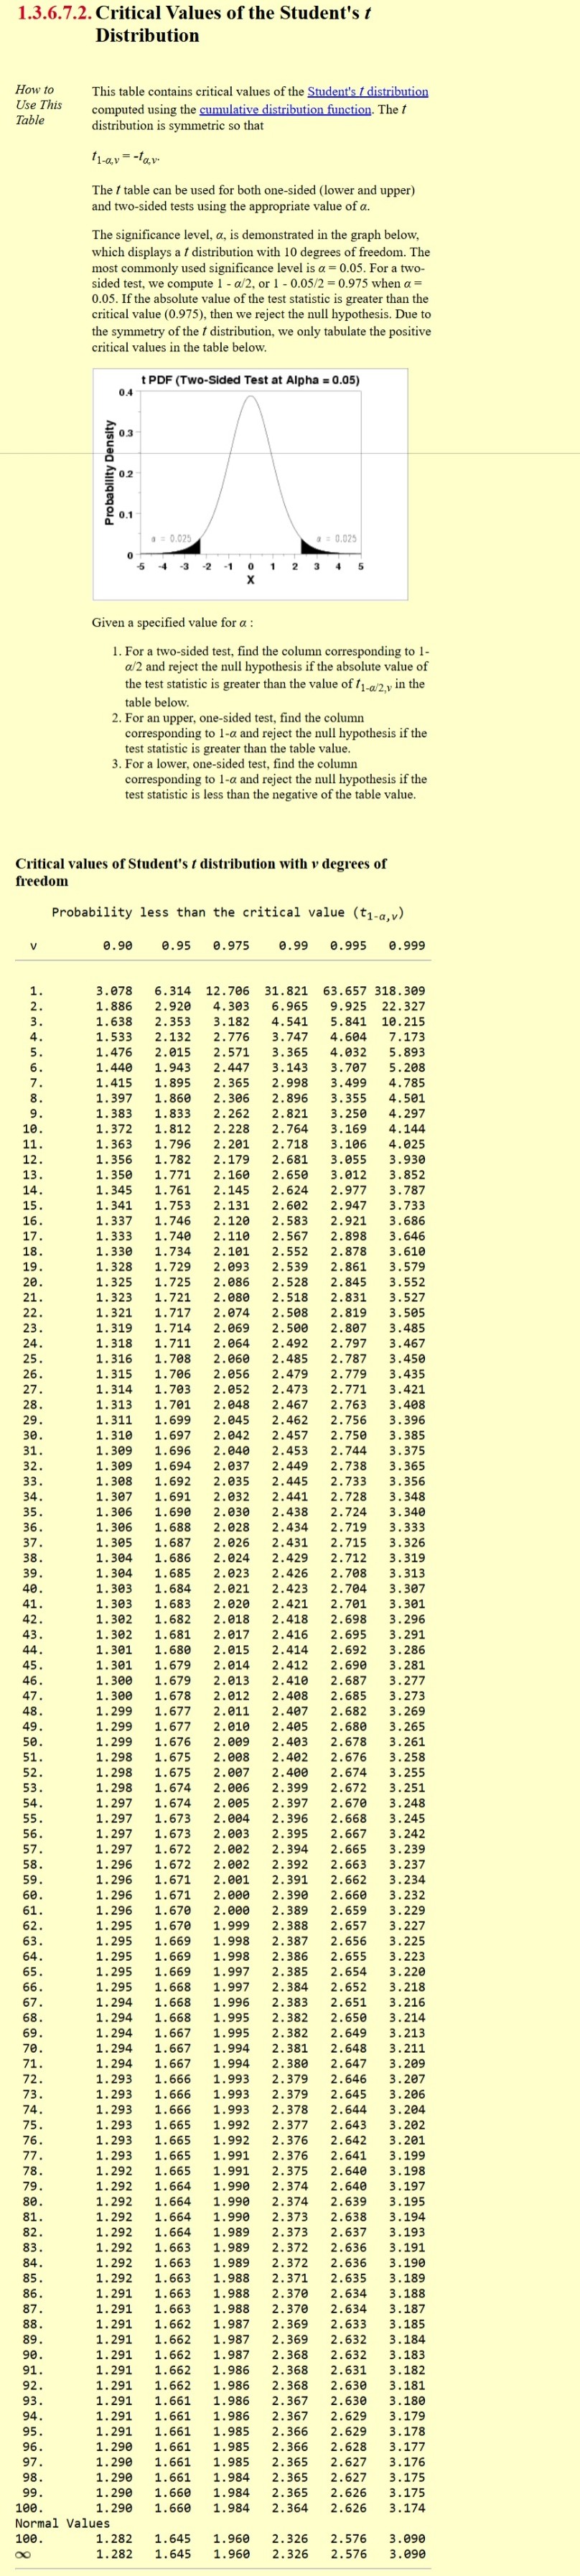 1.3.6.7.2. Critical Values of the Student's t
Distribution
How to
Use This
Table
This table contains critical values of the Student's t distribution
computed using the cumulative distribution function. The t
distribution is symmetric so that
t1-α,ν = -tα,ν.
The t table can be used for both one-sided (lower and upper)
and two-sided tests using the appropriate value of α.
The significance level, α, is demonstrated in the graph below,
which displays a t distribution with 10 degrees of freedom. The
most commonly used significance level is α = 0.05. For a two-
sided test, we compute 1 - α/2, or 1 - 0.05/2 = 0.975 when α =
0.05. If the absolute value of the test statistic is greater than the
critical value (0.975), then we reject the null hypothesis. Due to
the symmetry of the t distribution, we only tabulate the positive
critical values in the table below.
t PDF (Two-Sided Test at Alpha = 0.05)
0.4
0.3
0.2
0.1
0
Probability Density
α = 0.025 α = 0.025
-5 -4 -3 -2 -1 0 1 2 3 4 5
X
Given a specified value for α :
1. For a two-sided test, find the column corresponding to 1-
α/2 and reject the null hypothesis if the absolute value of
the test statistic is greater than the value of t1-α/2,ν in the
table below.
2. For an upper, one-sided test, find the column
corresponding to 1-α and reject the null hypothesis if the
test statistic is greater than the table value.
3. For a lower, one-sided test, find the column
corresponding to 1-α and reject the null hypothesis if the
test statistic is less than the negative of the table value.
Critical values of Student's t distribution with ν degrees of
freedom
Probability less than the critical value (t1-α,ν)
ν 0.90 0.95 0.975 0.99 0.995 0.999
1. 3.078 6.314 12.706 31.821 63.657 318.309
2. 1.886 2.920 4.303 6.965 9.925 22.327
3. 1.638 2.353 3.182 4.541 5.841 10.215
4. 1.533 2.132 2.776 3.747 4.604 7.173
5. 1.476 2.015 2.571 3.365 4.032 5.893
6. 1.440 1.943 2.447 3.143 3.707 5.208
7. 1.415 1.895 2.365 2.998 3.499 4.785
8. 1.397 1.860 2.306 2.896 3.355 4.501
9. 1.383 1.833 2.262 2.821 3.250 4.297
10. 1.372 1.812 2.228 2.764 3.169 4.144
11. 1.363 1.796 2.201 2.718 3.106 4.025
12. 1.356 1.782 2.179 2.681 3.055 3.930
13. 1.350 1.771 2.160 2.650 3.012 3.852
14. 1.345 1.761 2.145 2.624 2.977 3.787
15. 1.341 1.753 2.131 2.602 2.947 3.733
16. 1.337 1.746 2.120 2.583 2.921 3.686
17. 1.333 1.740 2.110 2.567 2.898 3.646
18. 1.330 1.734 2.101 2.552 2.878 3.610
19. 1.328 1.729 2.093 2.539 2.861 3.579
20. 1.325 1.725 2.086 2.528 2.845 3.552
21. 1.323 1.721 2.080 2.518 2.831 3.527
22. 1.321 1.717 2.074 2.508 2.819 3.505
23. 1.319 1.714 2.069 2.500 2.807 3.485
24. 1.318 1.711 2.064 2.492 2.797 3.467
25. 1.316 1.708 2.060 2.485 2.787 3.450
26. 1.315 1.706 2.056 2.479 2.779 3.435
27. 1.314 1.703 2.052 2.473 2.771 3.421
28. 1.313 1.701 2.048 2.467 2.763 3.408
29. 1.311 1.699 2.045 2.462 2.756 3.396
30. 1.310 1.697 2.042 2.457 2.750 3.385
31. 1.309 1.696 2.040 2.453 2.744 3.375
32. 1.309 1.694 2.037 2.449 2.738 3.365
33. 1.308 1.692 2.035 2.445 2.733 3.356
34. 1.307 1.691 2.032 2.441 2.728 3.348
35. 1.306 1.690 2.030 2.438 2.724 3.340
36. 1.306 1.688 2.028 2.434 2.719 3.333
37. 1.305 1.687 2.026 2.431 2.715 3.326
38. 1.304 1.686 2.024 2.429 2.712 3.319
39. 1.304 1.685 2.023 2.426 2.708 3.313
40. 1.303 1.684 2.021 2.423 2.704 3.307
41. 1.303 1.683 2.020 2.421 2.701 3.301
42. 1.302 1.682 2.018 2.418 2.698 3.296
43. 1.302 1.681 2.017 2.416 2.695 3.291
44. 1.301 1.680 2.015 2.414 2.692 3.286
45. 1.301 1.679 2.014 2.412 2.690 3.281
46. 1.300 1.679 2.013 2.410 2.687 3.277
47. 1.300 1.678 2.012 2.408 2.685 3.273
48. 1.299 1.677 2.011 2.407 2.682 3.269
49. 1.299 1.677 2.010 2.405 2.680 3.265
50. 1.299 1.676 2.009 2.403 2.678 3.261
51. 1.298 1.675 2.008 2.402 2.676 3.258
52. 1.298 1.675 2.007 2.400 2.674 3.255
53. 1.298 1.674 2.006 2.399 2.672 3.251
54. 1.297 1.674 2.005 2.397 2.670 3.248
55. 1.297 1.673 2.004 2.396 2.668 3.245
56. 1.297 1.673 2.003 2.395 2.667 3.242
57. 1.297 1.672 2.002 2.394 2.665 3.239
58. 1.296 1.672 2.002 2.392 2.663 3.237
59. 1.296 1.671 2.001 2.391 2.662 3.234
60. 1.296 1.671 2.000 2.390 2.660 3.232
61. 1.296 1.670 2.000 2.389 2.659 3.229
62. 1.295 1.670 1.999 2.388 2.657 3.227
63. 1.295 1.669 1.998 2.387 2.656 3.225
64. 1.295 1.669 1.998 2.386 2.655 3.223
65. 1.295 1.669 1.997 2.385 2.654 3.220
66. 1.295 1.668 1.997 2.384 2.652 3.218
67. 1.294 1.668 1.996 2.383 2.651 3.216
68. 1.294 1.668 1.995 2.382 2.650 3.214
69. 1.294 1.667 1.995 2.382 2.649 3.213
70. 1.294 1.667 1.994 2.381 2.648 3.211
71. 1.294 1.667 1.994 2.380 2.647 3.209
72. 1.293 1.666 1.993 2.379 2.646 3.207
73. 1.293 1.666 1.993 2.379 2.645 3.206
74. 1.293 1.666 1.993 2.378 2.644 3.204
75. 1.293 1.665 1.992 2.377 2.643 3.202
76. 1.293 1.665 1.992 2.376 2.642 3.201
77. 1.293 1.665 1.991 2.376 2.641 3.199
78. 1.292 1.665 1.991 2.375 2.640 3.198
79. 1.292 1.664 1.990 2.374 2.640 3.197
80. 1.292 1.664 1.990 2.374 2.639 3.195
81. 1.292 1.664 1.990 2.373 2.638 3.194
82. 1.292 1.664 1.989 2.373 2.637 3.193
83. 1.292 1.663 1.989 2.372 2.636 3.191
84. 1.292 1.663 1.989 2.372 2.636 3.190
85. 1.292 1.663 1.988 2.371 2.635 3.189
86. 1.291 1.663 1.988 2.370 2.634 3.188
87. 1.291 1.663 1.988 2.370 2.634 3.187
88. 1.291 1.662 1.987 2.369 2.633 3.185
89. 1.291 1.662 1.987 2.369 2.632 3.184
90. 1.291 1.662 1.987 2.368 2.632 3.183
91. 1.291 1.662 1.986 2.368 2.631 3.182
92. 1.291 1.662 1.986 2.368 2.630 3.181
93. 1.291 1.661 1.986 2.367 2.630 3.180
94. 1.291 1.661 1.986 2.367 2.629 3.179
95. 1.291 1.661 1.985 2.366 2.629 3.178
96. 1.290 1.661 1.985 2.366 2.628 3.177
97. 1.290 1.661 1.985 2.365 2.627 3.176
98. 1.290 1.661 1.984 2.365 2.627 3.175
99. 1.290 1.660 1.984 2.365 2.626 3.175
100. 1.290 1.660 1.984 2.364 2.626 3.174
Normal Values
100. 1.282 1.645 1.960 2.326 2.576 3.090
∞ 1.282 1.645 1.960 2.326 2.576 3.090